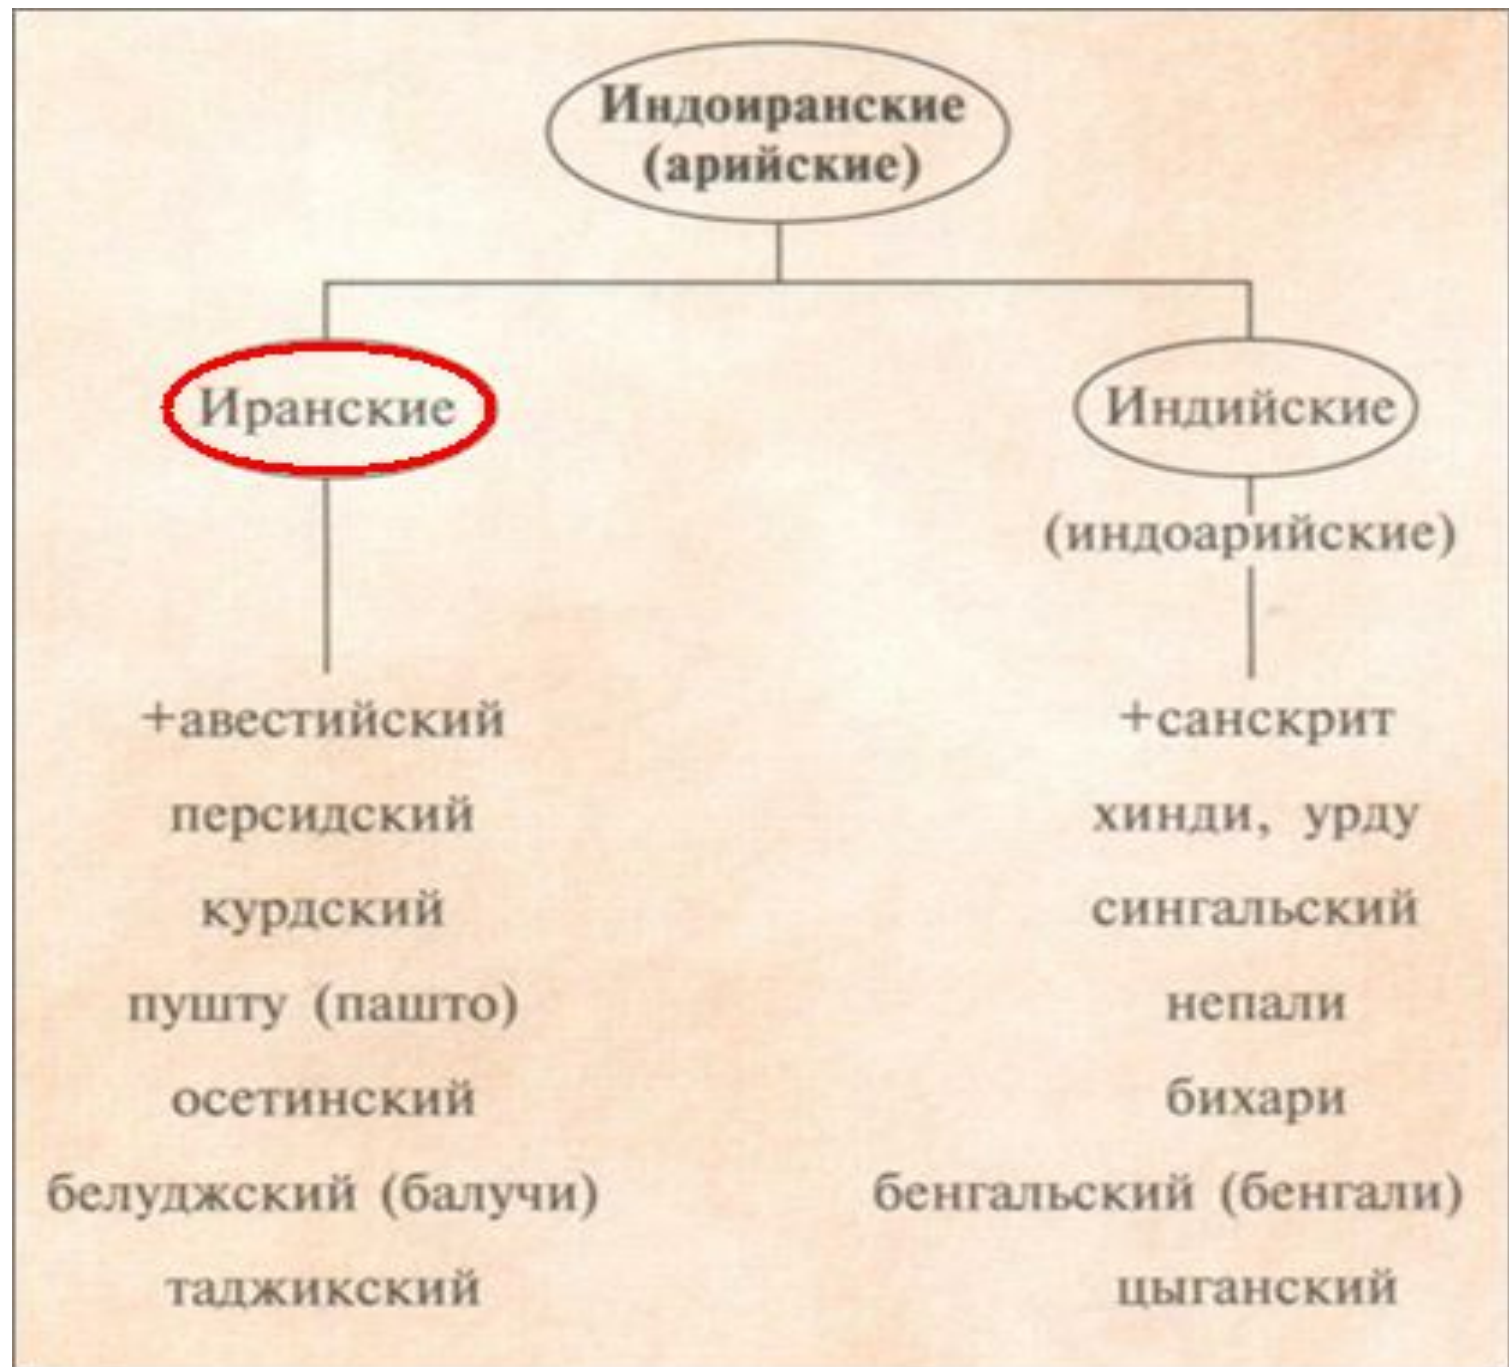 Индоиранские
(арийские)
Иранские
Индийские
(индоарийские)
+авестийский
персидский
курдский
пушту (пашто)
осетинский
белуджский (балучи)
таджикский
+санскрит
хинди, урду
сингальский
непали
бихари
бенгальский (бенгали)
цыганский